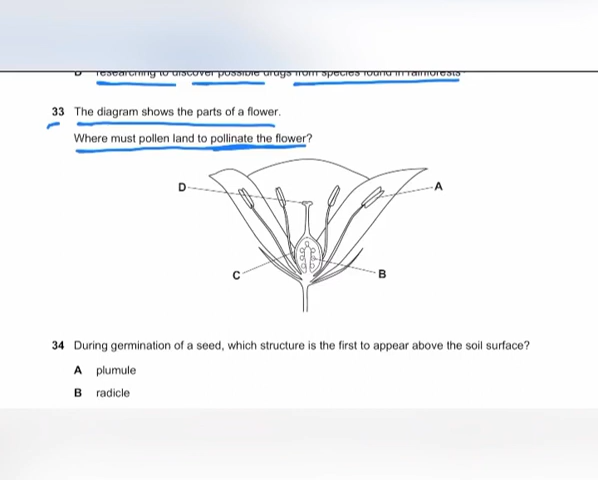 D researching to discover possible drugs from species found in rainforests
33 The diagram shows the parts of a flower.
Where must pollen land to pollinate the flower?
D
A
C
B
34 During germination of a seed, which structure is the first to appear above the soil surface?
A plumule
B radicle